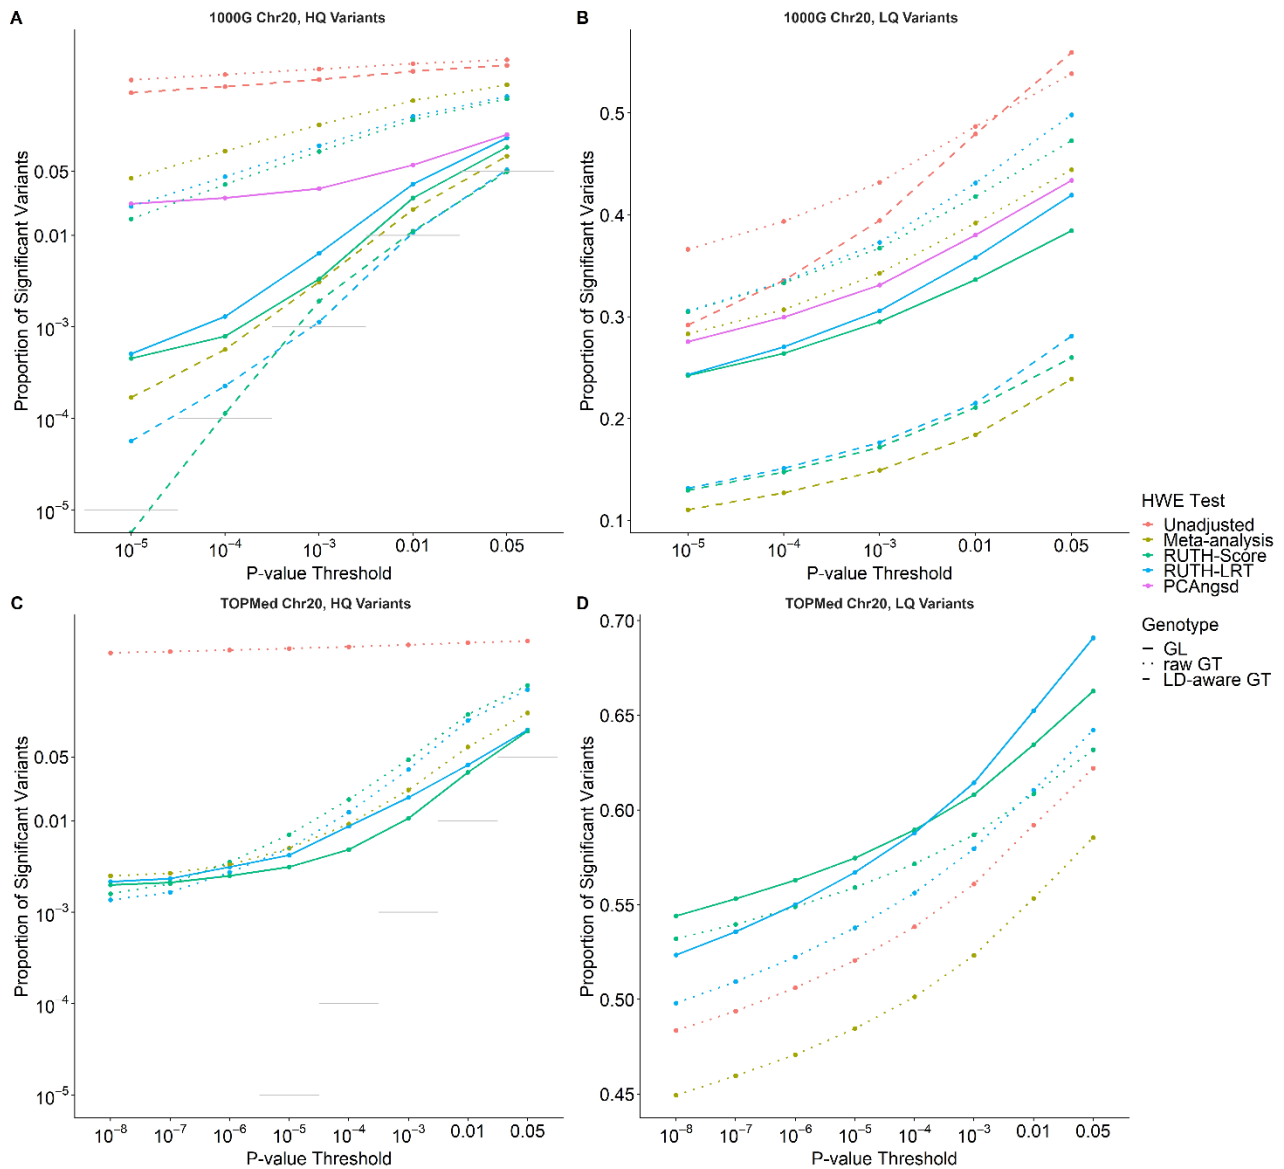 A
1000G Chr20, HQ Variants
Proportion of Significant Variants
0.05
0.01
10⁻³
10⁻⁴
10⁻⁵
10⁻⁵ 10⁻⁴ 10⁻³ 0.01 0.05
P-value Threshold
B
1000G Chr20, LQ Variants
Proportion of Significant Variants
0.5
0.4
0.3
0.2
0.1
10⁻⁵ 10⁻⁴ 10⁻³ 0.01 0.05
P-value Threshold
C
TOPMed Chr20, HQ Variants
Proportion of Significant Variants
0.05
0.01
10⁻³
10⁻⁴
10⁻⁵
10⁻⁸ 10⁻⁷ 10⁻⁶ 10⁻⁵ 10⁻⁴ 10⁻³ 0.01 0.05
P-value Threshold
D
TOPMed Chr20, LQ Variants
Proportion of Significant Variants
0.70
0.65
0.60
0.55
0.50
0.45
10⁻⁸ 10⁻⁷ 10⁻⁶ 10⁻⁵ 10⁻⁴ 10⁻³ 0.01 0.05
P-value Threshold
HWE Test
Unadjusted
Meta-analysis
RUTH-Score
RUTH-LRT
PCAngsd
Genotype
GL
raw GT
LD-aware GT